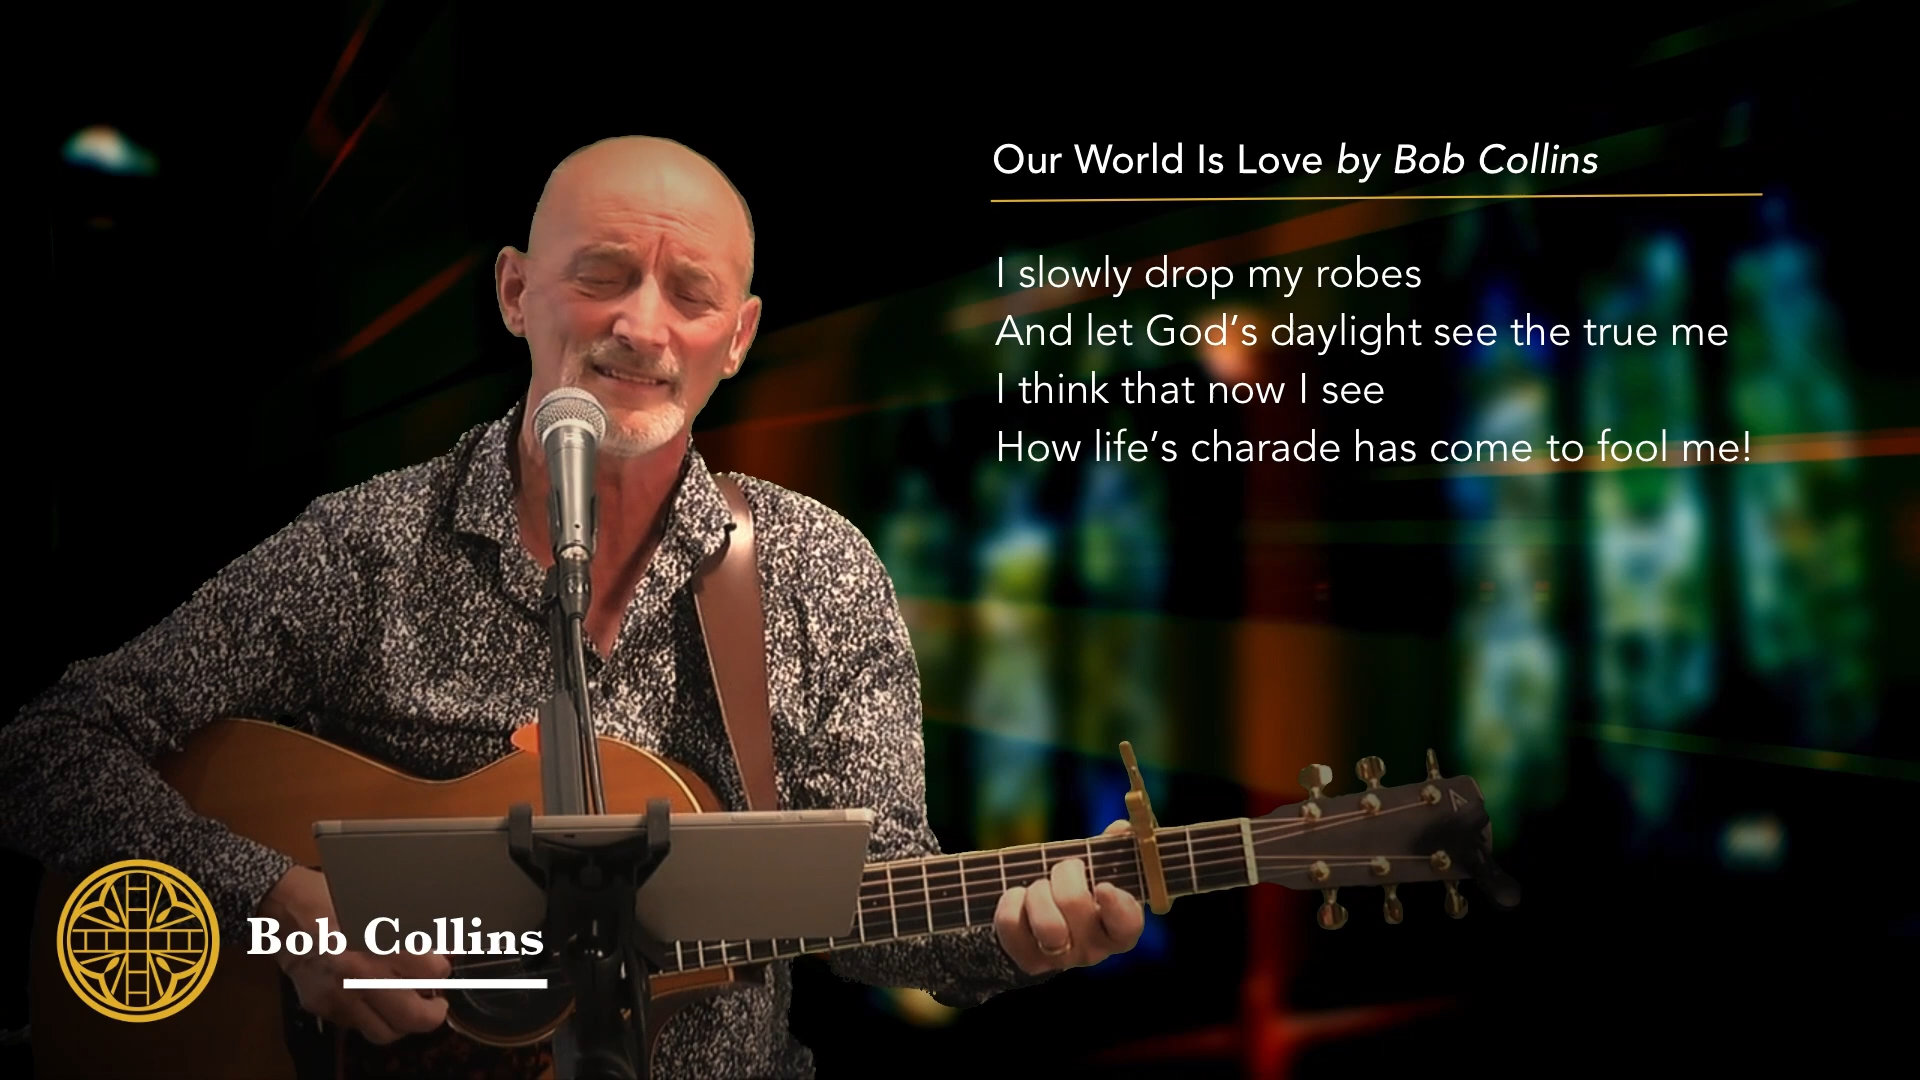 Our World Is Love by Bob Collins
I slowly drop my robes
And let God’s daylight see the true me
I think that now I see
How life’s charade has come to fool me!
Bob Collins